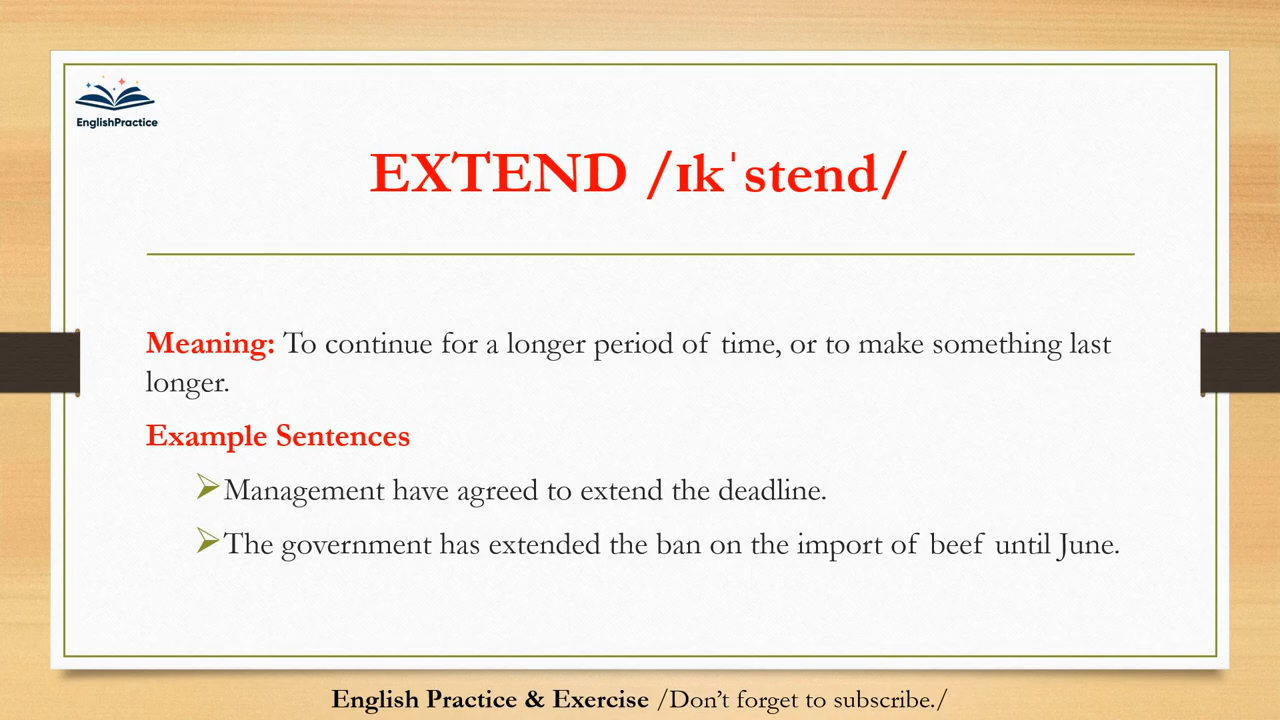 EnglishPractice
EXTEND /ɪkˈstend/
Meaning: To continue for a longer period of time, or to make something last
longer.
Example Sentences
➢Management have agreed to extend the deadline.
➢The government has extended the ban on the import of beef until June.
English Practice & Exercise /Don’t forget to subscribe./